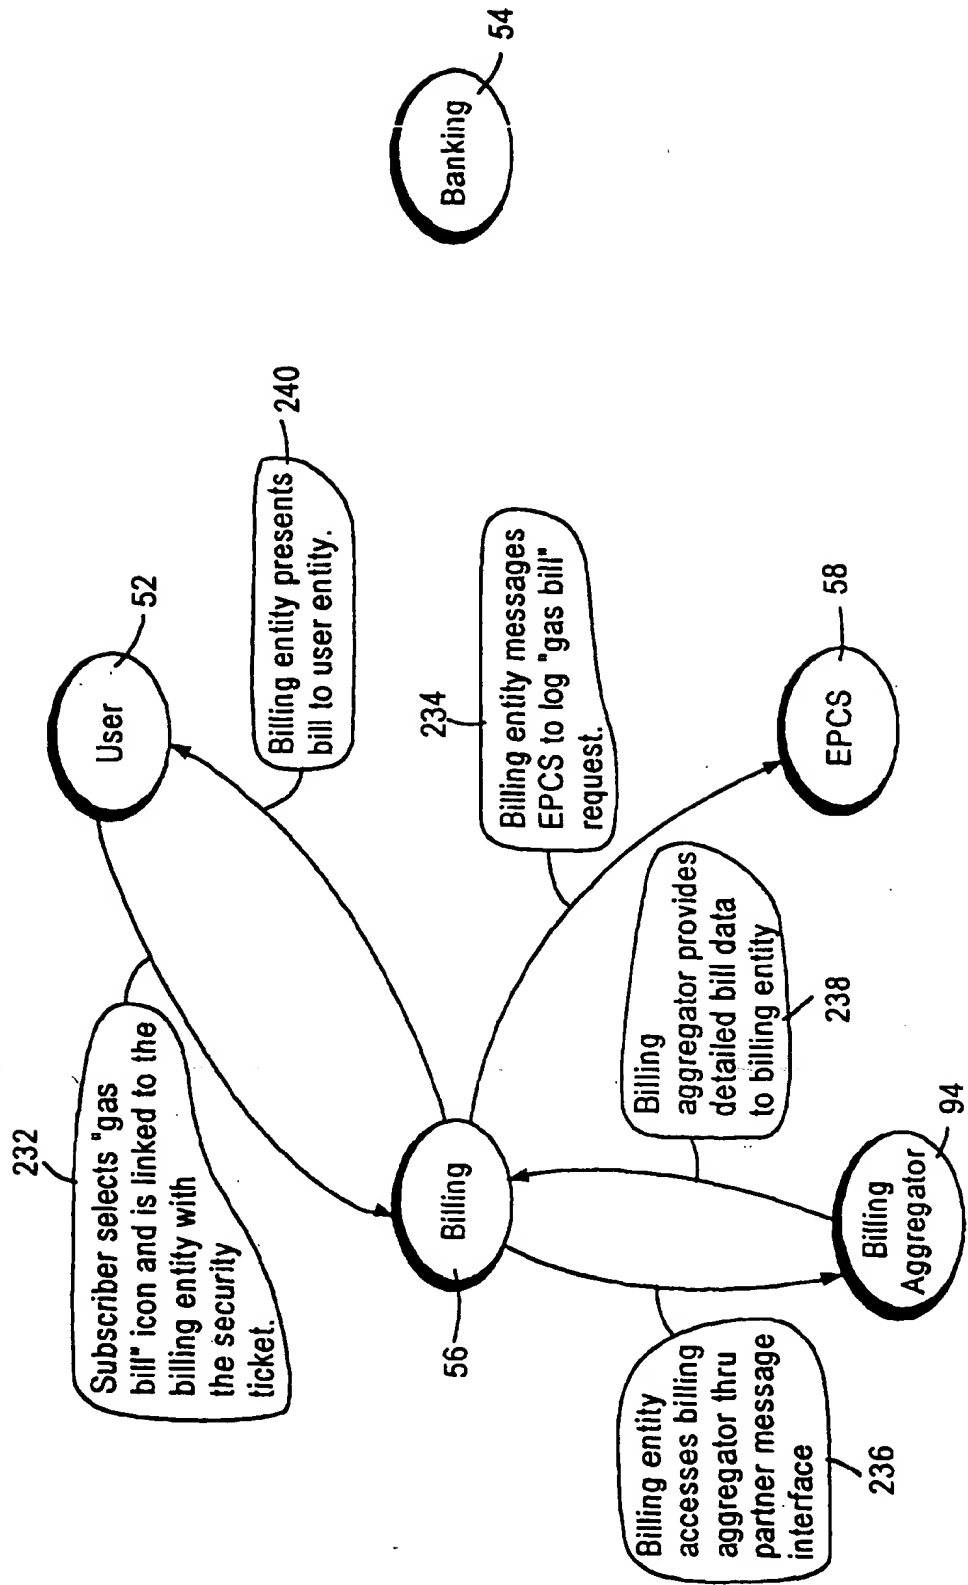 232
Subscriber selects "gas
bill" icon and is linked to the
billing entity with
the security
ticket.
User
52
Billing entity presents
bill to user entity.
240
Banking
54
56
Billing
234
Billing entity messages
EPCS to log "gas bill"
request.
Billing entity
accesses billing
aggregator thru
partner message
interface
236
Billing
aggregator provides
detailed bill data
to billing entity
238
EPCS
58
Billing
Aggregator
94